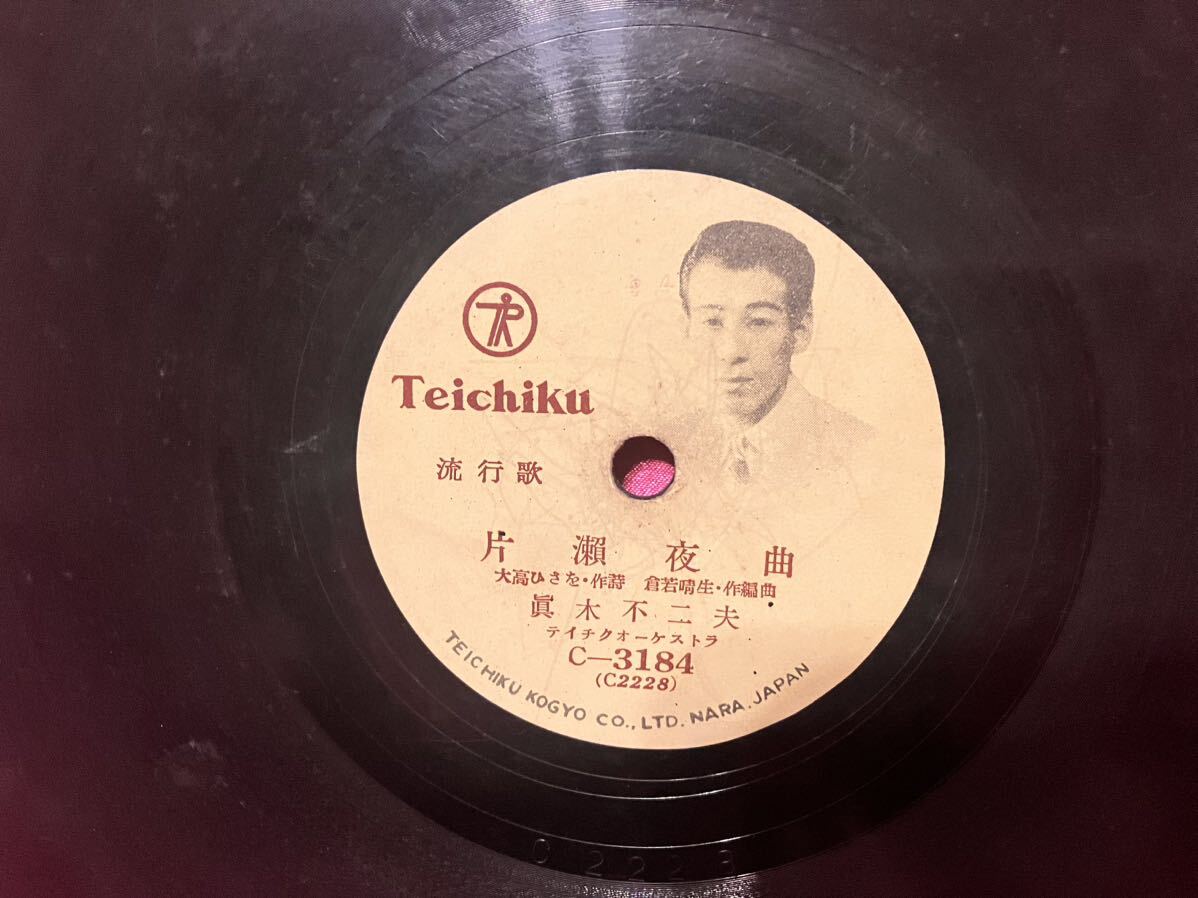 Teichiku
流行歌
片瀬夜曲
大高ひさを・作詩 倉若晴生・作編曲
眞木不二夫
テイチクオーケストラ
C—3184
(C2228)
TEICHIKU KOGYO CO., LTD. NARA. JAPAN